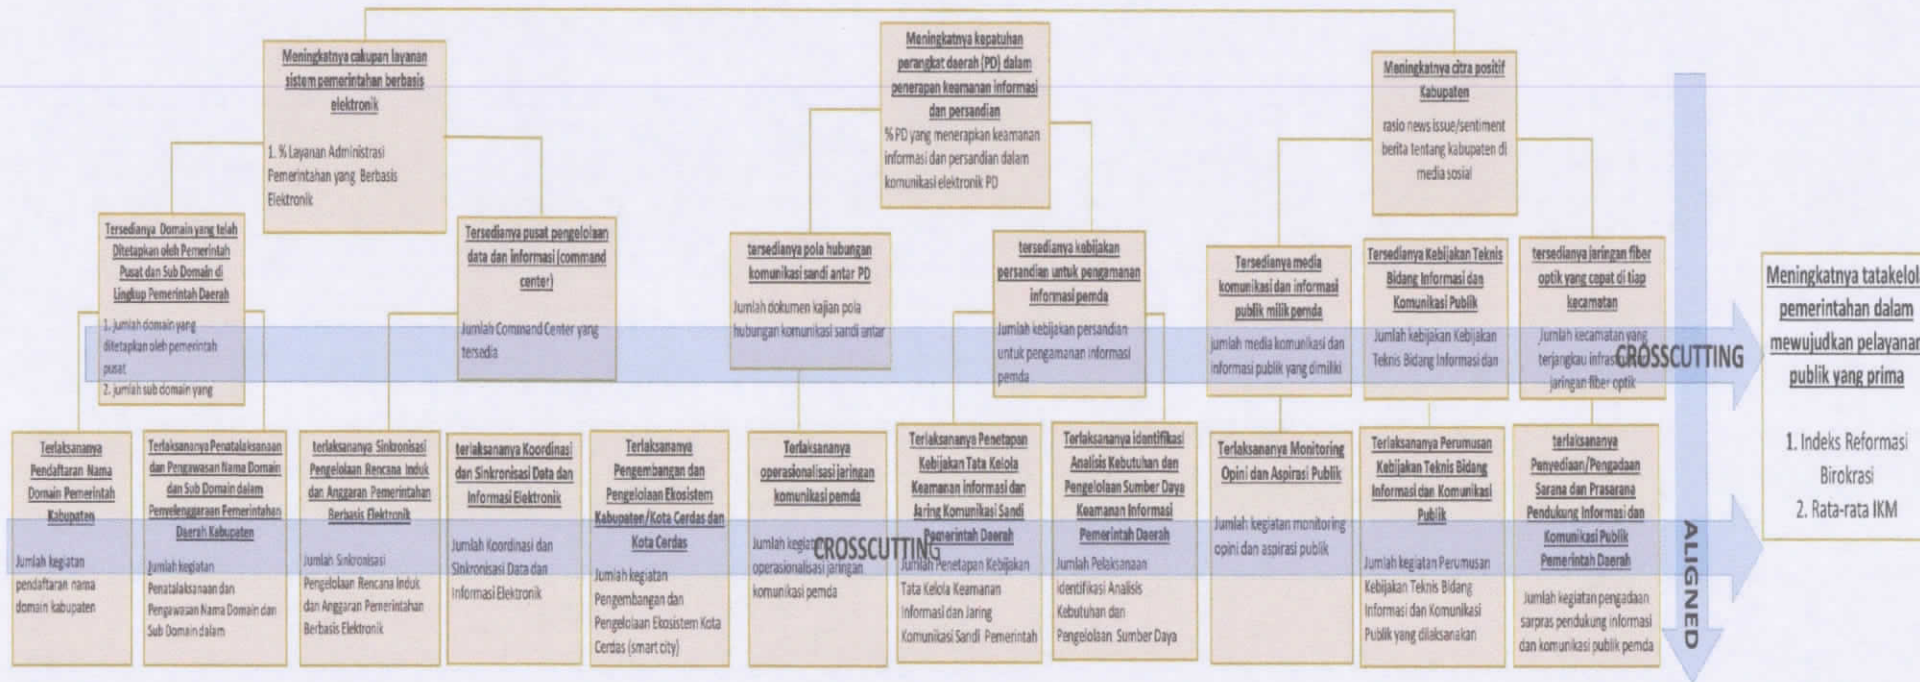 Meningkatnya cakupan layanan
sistem pemerintahan berbasis
elektronik
1. % Layanan Administrasi
Pemerintahan yang Berbasis
Elektronik
Meningkatnya kepatuhan
perangkat daerah (PD) dalam
penerapan keamanan informasi
dan persandian
% PD yang menerapkan keamanan
informasi dan persandian dalam
komunikasi elektronik PD
Meningkatnya citra positif
Kabupaten
rasio news issue/sentiment
berita tentang kabupaten di
media sosial
Tersedianya Domain yang telah
Ditetapkan oleh Pemerintah
Pusat dan Sub Domain di
Lingkup Pemerintah Daerah
1. jumlah domain yang
ditetapkan oleh pemerintah
pusat
2. jumlah sub domain yang
Tersedianya pusat pengelolaan
data dan informasi (command
center)
Jumlah Command Center yang
tersedia
tersedianya pola hubungan
komunikasi sandi antar PD
Jumlah dokumen kajian pola
hubungan komunikasi sandi antar
tersedianya kebijakan
persandian untuk pengamanan
informasi pemda
Jumlah kebijakan persandian
untuk pengamanan informasi
pemda
Tersedianya media
komunikasi dan informasi
publik milik pemda
jumlah media komunikasi dan
informasi publik yang dimiliki
Tersedianya Kebijakan Teknis
Bidang Informasi dan
Komunikasi Publik
Jumlah kebijakan Kebijakan
Teknis Bidang Informasi dan
tersedianya jaringan fiber
optik yang cepat di tiap
kecamatan
Jumlah kecamatan yang
terjangkau
jaringan fiber optik
CROSSCUTTING
Meningkatnya tatakelol
pemerintahan dalam
mewujudkan pelayanan
publik yang prima
1. Indeks Reformasi
Birokrasi
2. Rata-rata IKM
Terlaksananya
Pendaftaran Nama
Domain Pemerintah
Kabupaten
Jumlah kegiatan
pendaftaran nama
domain kabupaten
Terlaksananya Penatalaksanaan
dan Pengawasan Nama Domain
dan Sub Domain dalam
Penyelenggaraan Pemerintahan
Daerah Kabupaten
Jumlah kegiatan
Penatalaksanaan dan
Pengawasan Nama Domain dan
Sub Domain dalam
terlaksananya Sinkronisasi
Pengelolaan Rencana Induk
dan Anggaran Pemerintahan
Berbasis Elektronik
Jumlah Sinkronisasi
Pengelolaan Rencana Induk
dan Anggaran Pemerintahan
Berbasis Elektronik
terlaksananya Koordinasi
dan Sinkronisasi Data dan
Informasi Elektronik
Jumlah Koordinasi dan
Sinkronisasi Data dan
Informasi Elektronik
Terlaksananya
Pengembangan dan
Pengelolaan Ekosistem
Kabupaten/Kota Cerdas dan
Kota Cerdas
Jumlah kegiatan
Pengembangan dan
Pengelolaan Ekosistem Kota
Cerdas (smart city)
terlaksananya
operasionalisasi jaringan
komunikasi pemda
Jumlah
operasionalisasi jaringan
komunikasi pemda
CROSSCUTTING
Terlaksananya Penetapan
Kebijakan Tata Kelola
Keamanan informasi dan
Jaring Komunikasi Sandi
Pemerintah Daerah
Jumlah Penetapan Kebijakan
Tata Kelola Keamanan
Informasi dan Jaring
Komunikasi Sandi Pemerintah
Terlaksananya identifikasi
Analisis Kebutuhan dan
Pengelolaan Sumber Daya
Keamanan Informasi
Pemerintah Daerah
Jumlah Pelaksanaan
identifikasi Analisis
Kebutuhan dan
Pengelolaan Sumber Daya
Terlaksananya Monitoring
Opini dan Aspirasi Publik
Jumlah kegiatan monitoring
opini dan aspirasi publik
Terlaksananya Perumusan
Kebijakan Teknis Bidang
Informasi dan Komunikasi
Publik
Jumlah kegiatan Perumusan
Kebijakan Teknis Bidang
Informasi dan Komunikasi
Publik yang dilaksanakan
terlaksananya
Penyediaan/Pengadaan
Sarana dan Prasarana
Pendukung Informasi dan
Komunikasi Publik
Pemerintah Daerah
Jumlah kegiatan pengadaan
sarpras pendukung informasi
dan komunikasi publik pemda
ALIGNED